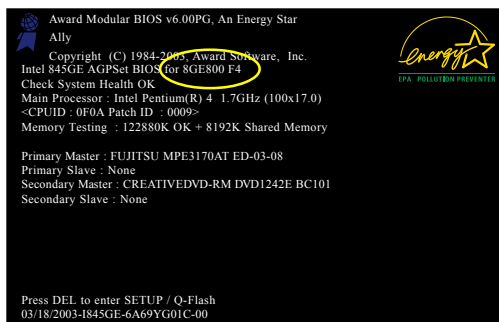 Award Modular BIOS v6.00PG, An Energy Star
Ally
Copyright (C) 1984-2003, Award Software, Inc.
Intel 845GE AGPSet BIOS for 8GE800 F4
Check System Health OK
Main Processor : Intel Pentium(R) 4 1.7GHz (100x17.0)
<CPUID : 0F0A Patch ID : 0009>
Memory Testing : 122880K OK + 8192K Shared Memory
Primary Master : FUJITSU MPE3170AT ED-03-08
Primary Slave : None
Secondary Master : CREATIVEDVD-RM DVD1242E BC101
Secondary Slave : None
Press DEL to enter SETUP / Q-Flash
03/18/2003-I845GE-6A69YG01C-00
energy
EPA POLLUTION PREVENTER